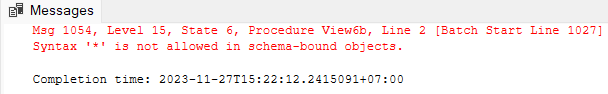 Messages
Msg 1054, Level 15, State 6, Procedure View6b, Line 2 [Batch Start Line 1027]
Syntax '*' is not allowed in schema-bound objects.
Completion time: 2023-11-27T15:22:12.2415091+07:00